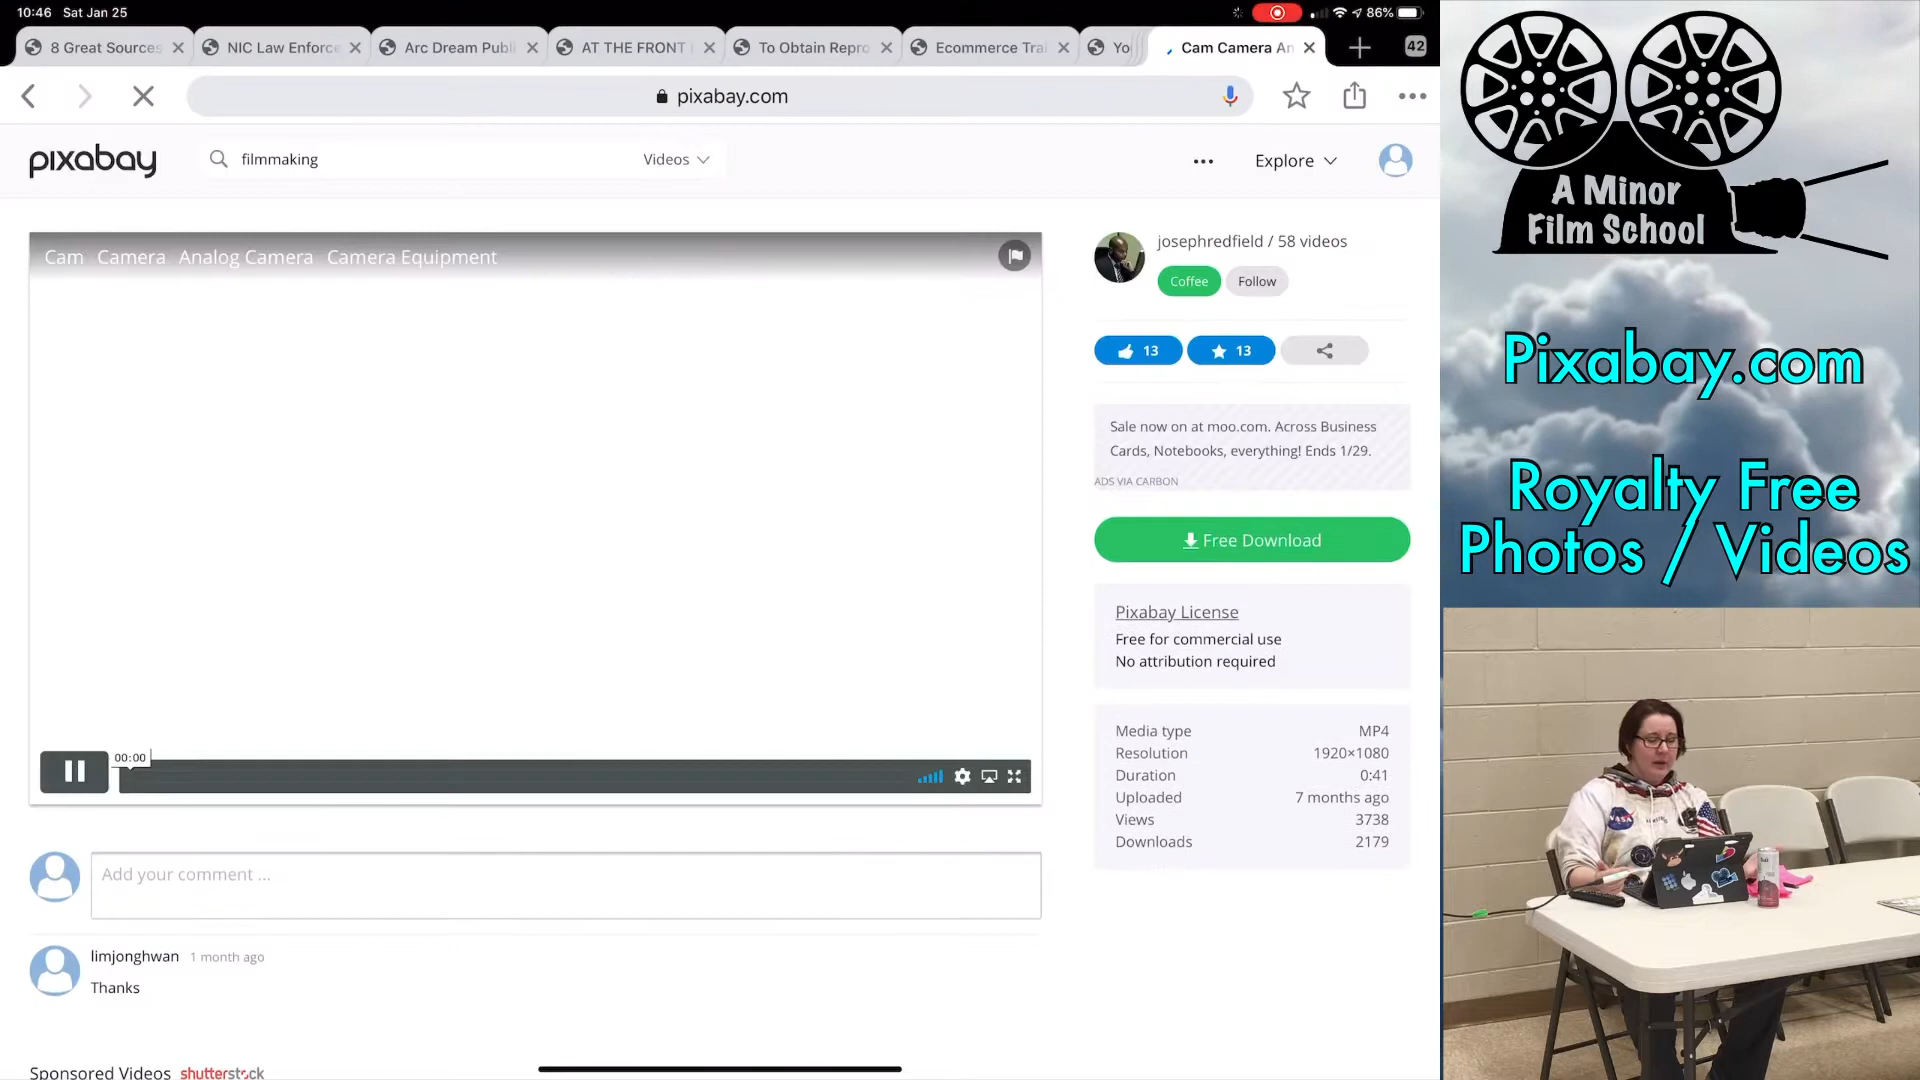 10:46 Sat Jan 25
86%
8 Great Sources
NIC Law Enforce
Arc Dream Publi
AT THE FRONT
To Obtain Repro
Ecommerce Trai
Yo
Cam Camera An
42
pixabay.com
pixabay
filmmaking
Videos
Explore
Cam Camera Analog Camera Camera Equipment
josephredfield / 58 videos
Coffee
Follow
13
13
Sale now on at moo.com. Across Business
Cards, Notebooks, everything! Ends 1/29.
ADS VIA CARBON
Free Download
Pixabay License
Free for commercial use
No attribution required
Media type MP4
Resolution 1920×1080
Duration 0:41
Uploaded 7 months ago
Views 3738
Downloads 2179
00:00
Add your comment ...
limjonghwan 1 month ago
Thanks
Sponsored Videos shutterstock
A Minor
Film School
Pixabay.com
Royalty Free
Photos / Videos
NASA